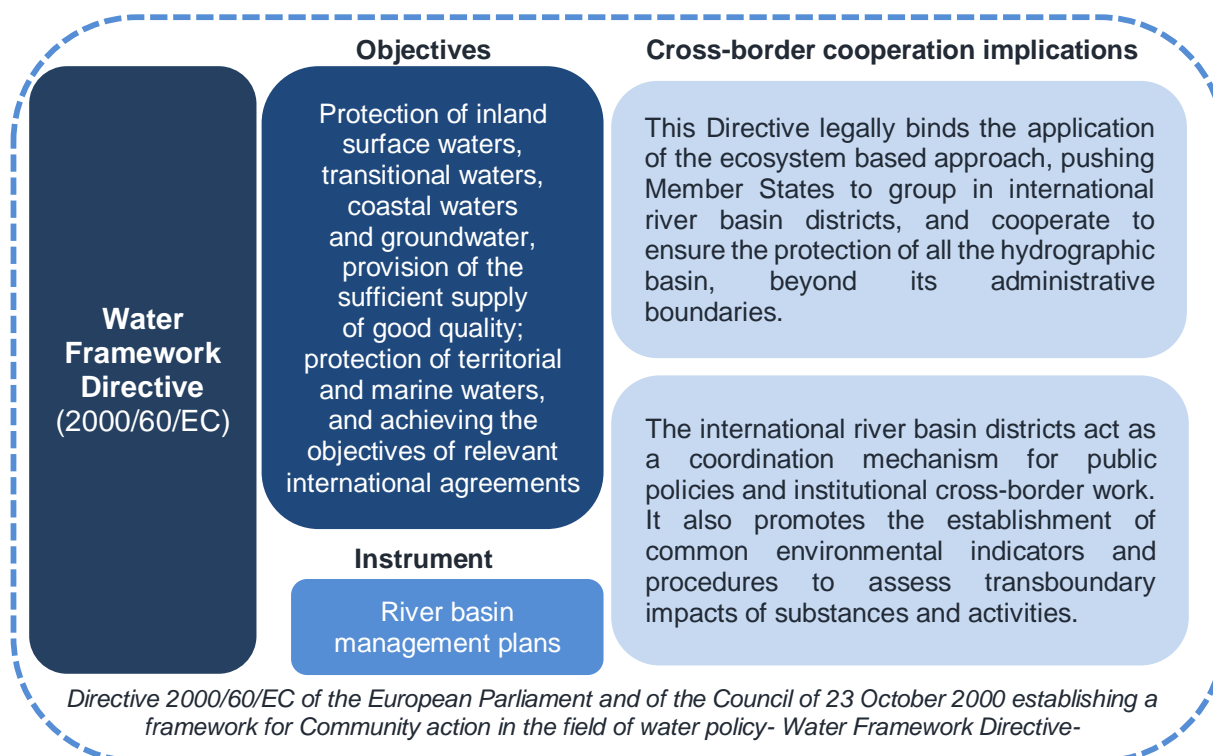 Water
Framework
Directive
(2000/60/EC)
Objectives
Protection of inland
surface waters,
transitional waters,
coastal waters
and groundwater,
provision of the
sufficient supply
of good quality;
protection of territorial
and marine waters,
and achieving the
objectives of relevant
international agreements
Instrument
River basin
management plans
Cross-border cooperation implications
This Directive legally binds the application
of the ecosystem based approach, pushing
Member States to group in international
river basin districts, and cooperate to
ensure the protection of all the hydrographic
basin, beyond its administrative
boundaries.
The international river basin districts act as
a coordination mechanism for public
policies and institutional cross-border work.
It also promotes the establishment of
common environmental indicators and
procedures to assess transboundary
impacts of substances and activities.
Directive 2000/60/EC of the European Parliament and of the Council of 23 October 2000 establishing a
framework for Community action in the field of water policy- Water Framework Directive-